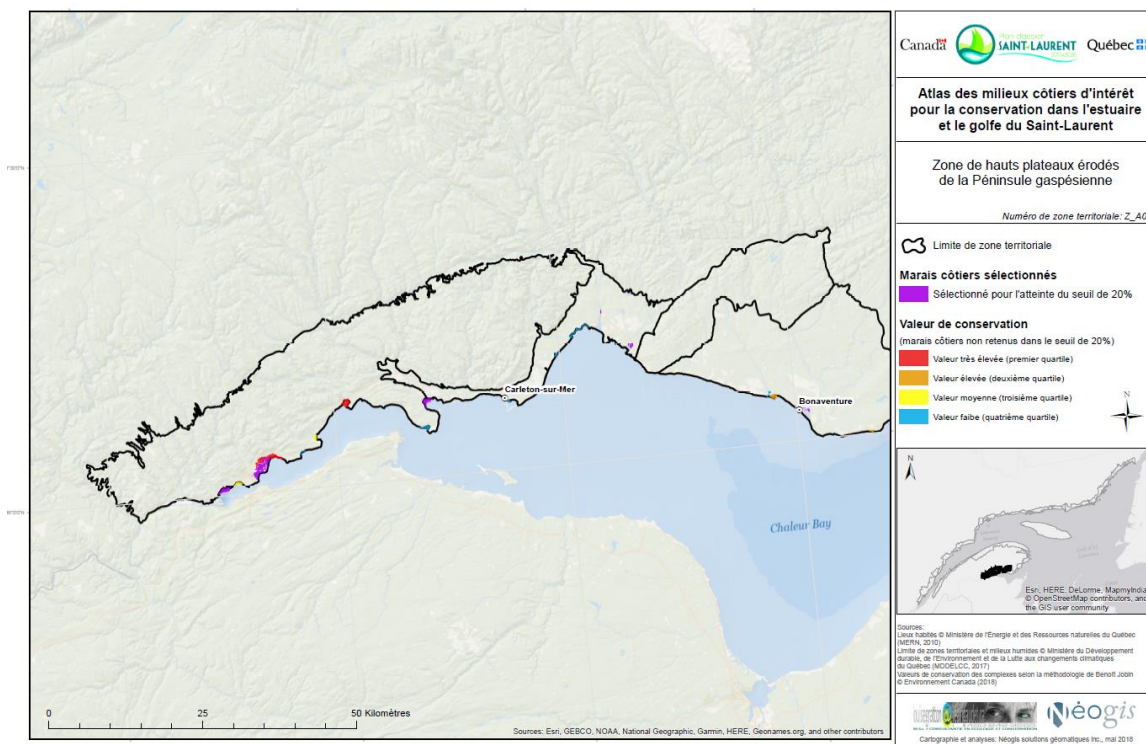 Carleton-sur-Mer
Bonaventure
Chaleur Bay
0 25 50 Kilomètres
Sources: Esri, GEBCO, NOAA, National Geographic, Garmin, HERE, Geonames.org, and other contributors
Canada
SAINT-LAURENT
Québec
Atlas des milieux côtiers d'intérêt
pour la conservation dans l'estuaire
et le golfe du Saint-Laurent
Zone de hauts plateaux érodés
de la Péninsule gaspésienne
Numéro de zone territoriale: Z_A0
Limite de zone territoriale
Marais côtiers sélectionnés
Sélectionné pour l'atteinte du seuil de 20%
Valeur de conservation
(marais côtiers non retenus dans le seuil de 20%)
Valeur très élevée (premier quartile)
Valeur élevée (deuxième quartile)
Valeur moyenne (troisième quartile)
Valeur faibe (quatrième quartile)
N
N
Esri, HERE, DeLorme, MapmyIndia
© OpenStreetMap contributors, and
the GIS user community
Sources:
Lieux habités © Ministère de l'Énergie et des Ressources naturelles du Québec
(MERN, 2010)
Limite de zones territoriales et milieux humides © Ministère du Développement
durable, de l'Environnement et de la Lutte aux changements climatiques
du Québec (MDDELCC, 2017)
Valeurs de conservation des complexes selon la méthodologie de Benoît Jobin
© Environnement Canada (2018)
Néogis
Cartographie et analyses: Néogis solutions géomatiques inc., mai 2018